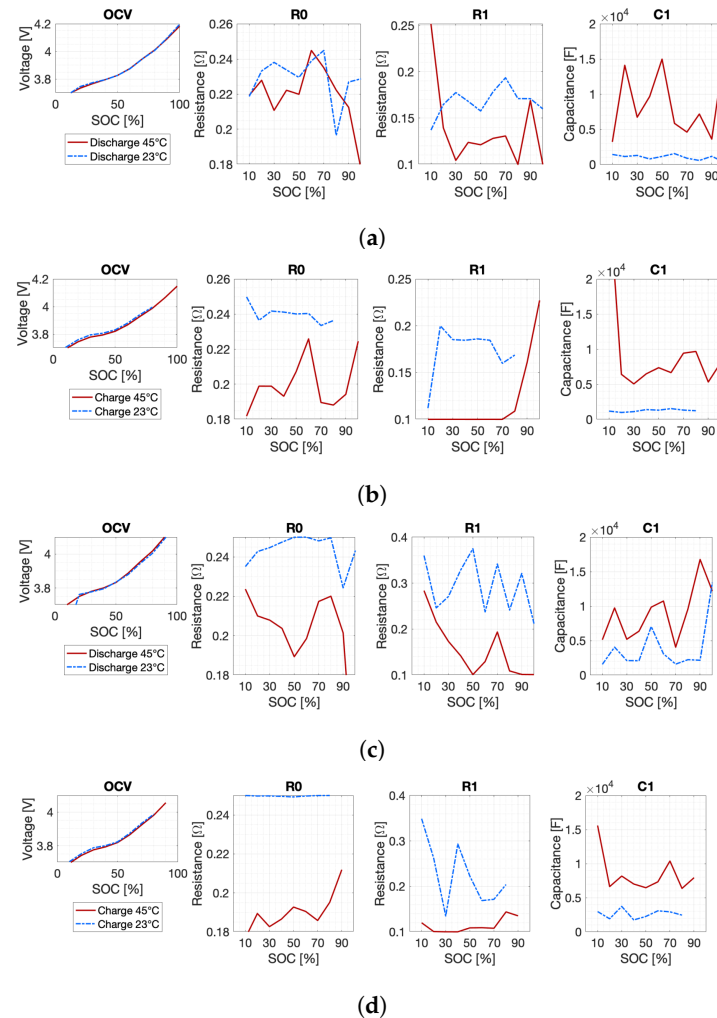 OCV
R0
R1
C1
Voltage [V]
4.2
4
3.8
0
50
100
SOC [%]
Discharge 45°C
Discharge 23°C
Resistance [Ω]
0.26
0.24
0.22
0.2
0.18
10 30 50 70 90
SOC [%]
Resistance [Ω]
0.25
0.2
0.15
0.1
10 30 50 70 90
SOC [%]
Capacitance [F]
2 ×10⁴
1.5
1
0.5
0
10 30 50 70 90
SOC [%]
(a)
OCV
R0
R1
C1
Voltage [V]
4.2
4
3.8
0
50
100
SOC [%]
Charge 45°C
Charge 23°C
Resistance [Ω]
0.26
0.24
0.22
0.2
0.18
10 30 50 70 90
SOC [%]
Resistance [Ω]
0.25
0.2
0.15
0.1
10 30 50 70 90
SOC [%]
Capacitance [F]
2 ×10⁴
1.5
1
0.5
0
10 30 50 70 90
SOC [%]
(b)
OCV
R0
R1
C1
Voltage [V]
4
3.8
0
50
100
SOC [%]
Discharge 45°C
Discharge 23°C
Resistance [Ω]
0.24
0.22
0.2
0.18
10 30 50 70 90
SOC [%]
Resistance [Ω]
0.4
0.3
0.2
0.1
10 30 50 70 90
SOC [%]
Capacitance [F]
2 ×10⁴
1.5
1
0.5
0
10 30 50 70 90
SOC [%]
(c)
OCV
R0
R1
C1
Voltage [V]
4
3.8
0
50
100
SOC [%]
Charge 45°C
Charge 23°C
Resistance [Ω]
0.24
0.22
0.2
0.18
10 30 50 70 90
SOC [%]
Resistance [Ω]
0.4
0.3
0.2
0.1
10 30 50 70 90
SOC [%]
Capacitance [F]
2 ×10⁴
1.5
1
0.5
0
10 30 50 70 90
SOC [%]
(d)